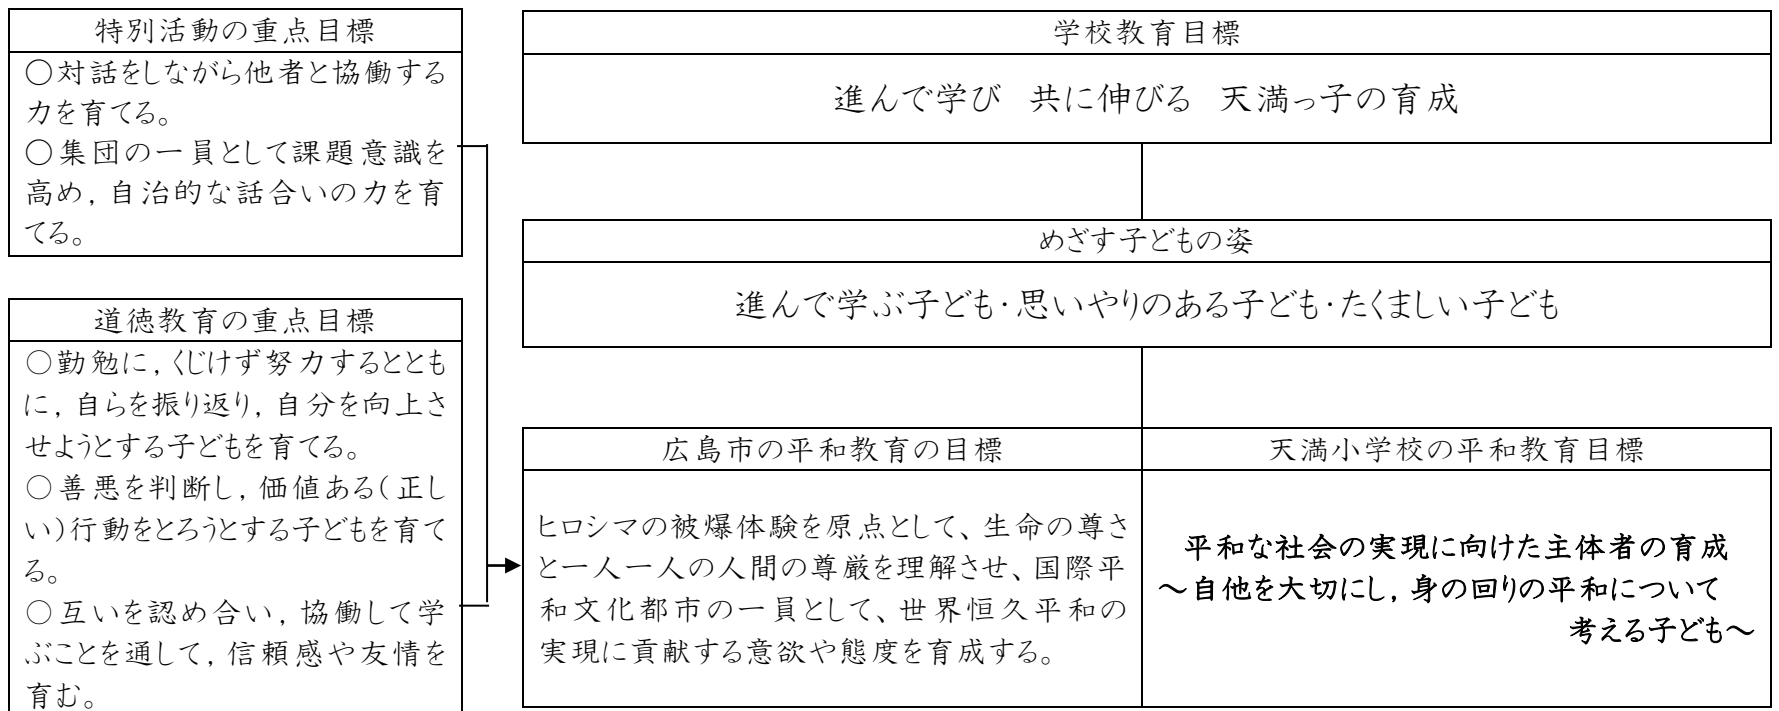 特別活動の重点目標
○対話をしながら他者と協働する
力を育てる。
○集団の一員として課題意識を
高め，自治的な話合いの力を育
てる。
道徳教育の重点目標
○勤勉に，くじけず努力するととも
に，自らを振り返り，自分を向上さ
せようとする子どもを育てる。
○善悪を判断し，価値ある（正し
い）行動をとろうとする子どもを育て
る。
○互いを認め合い，協働して学
ぶことを通して，信頼感や友情を
育む。
学校教育目標
進んで学び　共に伸びる　天満っ子の育成
めざす子どもの姿
進んで学ぶ子ども・思いやりのある子ども・たくましい子ども
広島市の平和教育の目標
ヒロシマの被爆体験を原点として、生命の尊さ
と一人一人の人間の尊厳を理解させ、国際平
和文化都市の一員として、世界恒久平和の
実現に貢献する意欲や態度を育成する。
天満小学校の平和教育目標
平和な社会の実現に向けた主体者の育成
～自他を大切にし，身の回りの平和について
考える子ども～